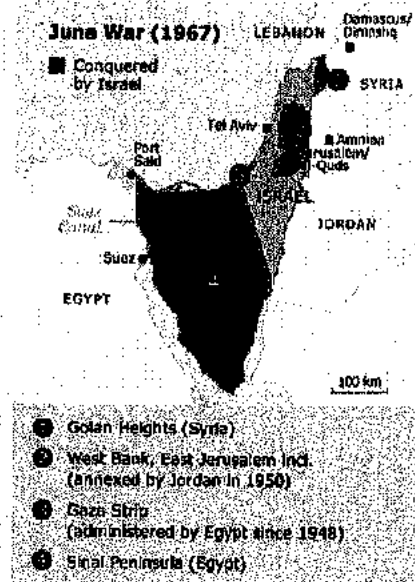 June War (1967)
Conquered
by Israel
LEBANON
Damascus/
Dimashq
SYRIA
Tel Aviv
Amman
Jerusalem/
-Quds
Port
Said
ISRAEL
JORDAN
Suez
Canal
Suez
EGYPT
100 km
Golan Heights (Syria)
West Bank, East Jerusalem incl.
(annexed by Jordan in 1950)
Gaza Strip
(administered by Egypt since 1948)
Sinai Peninsula (Egypt)